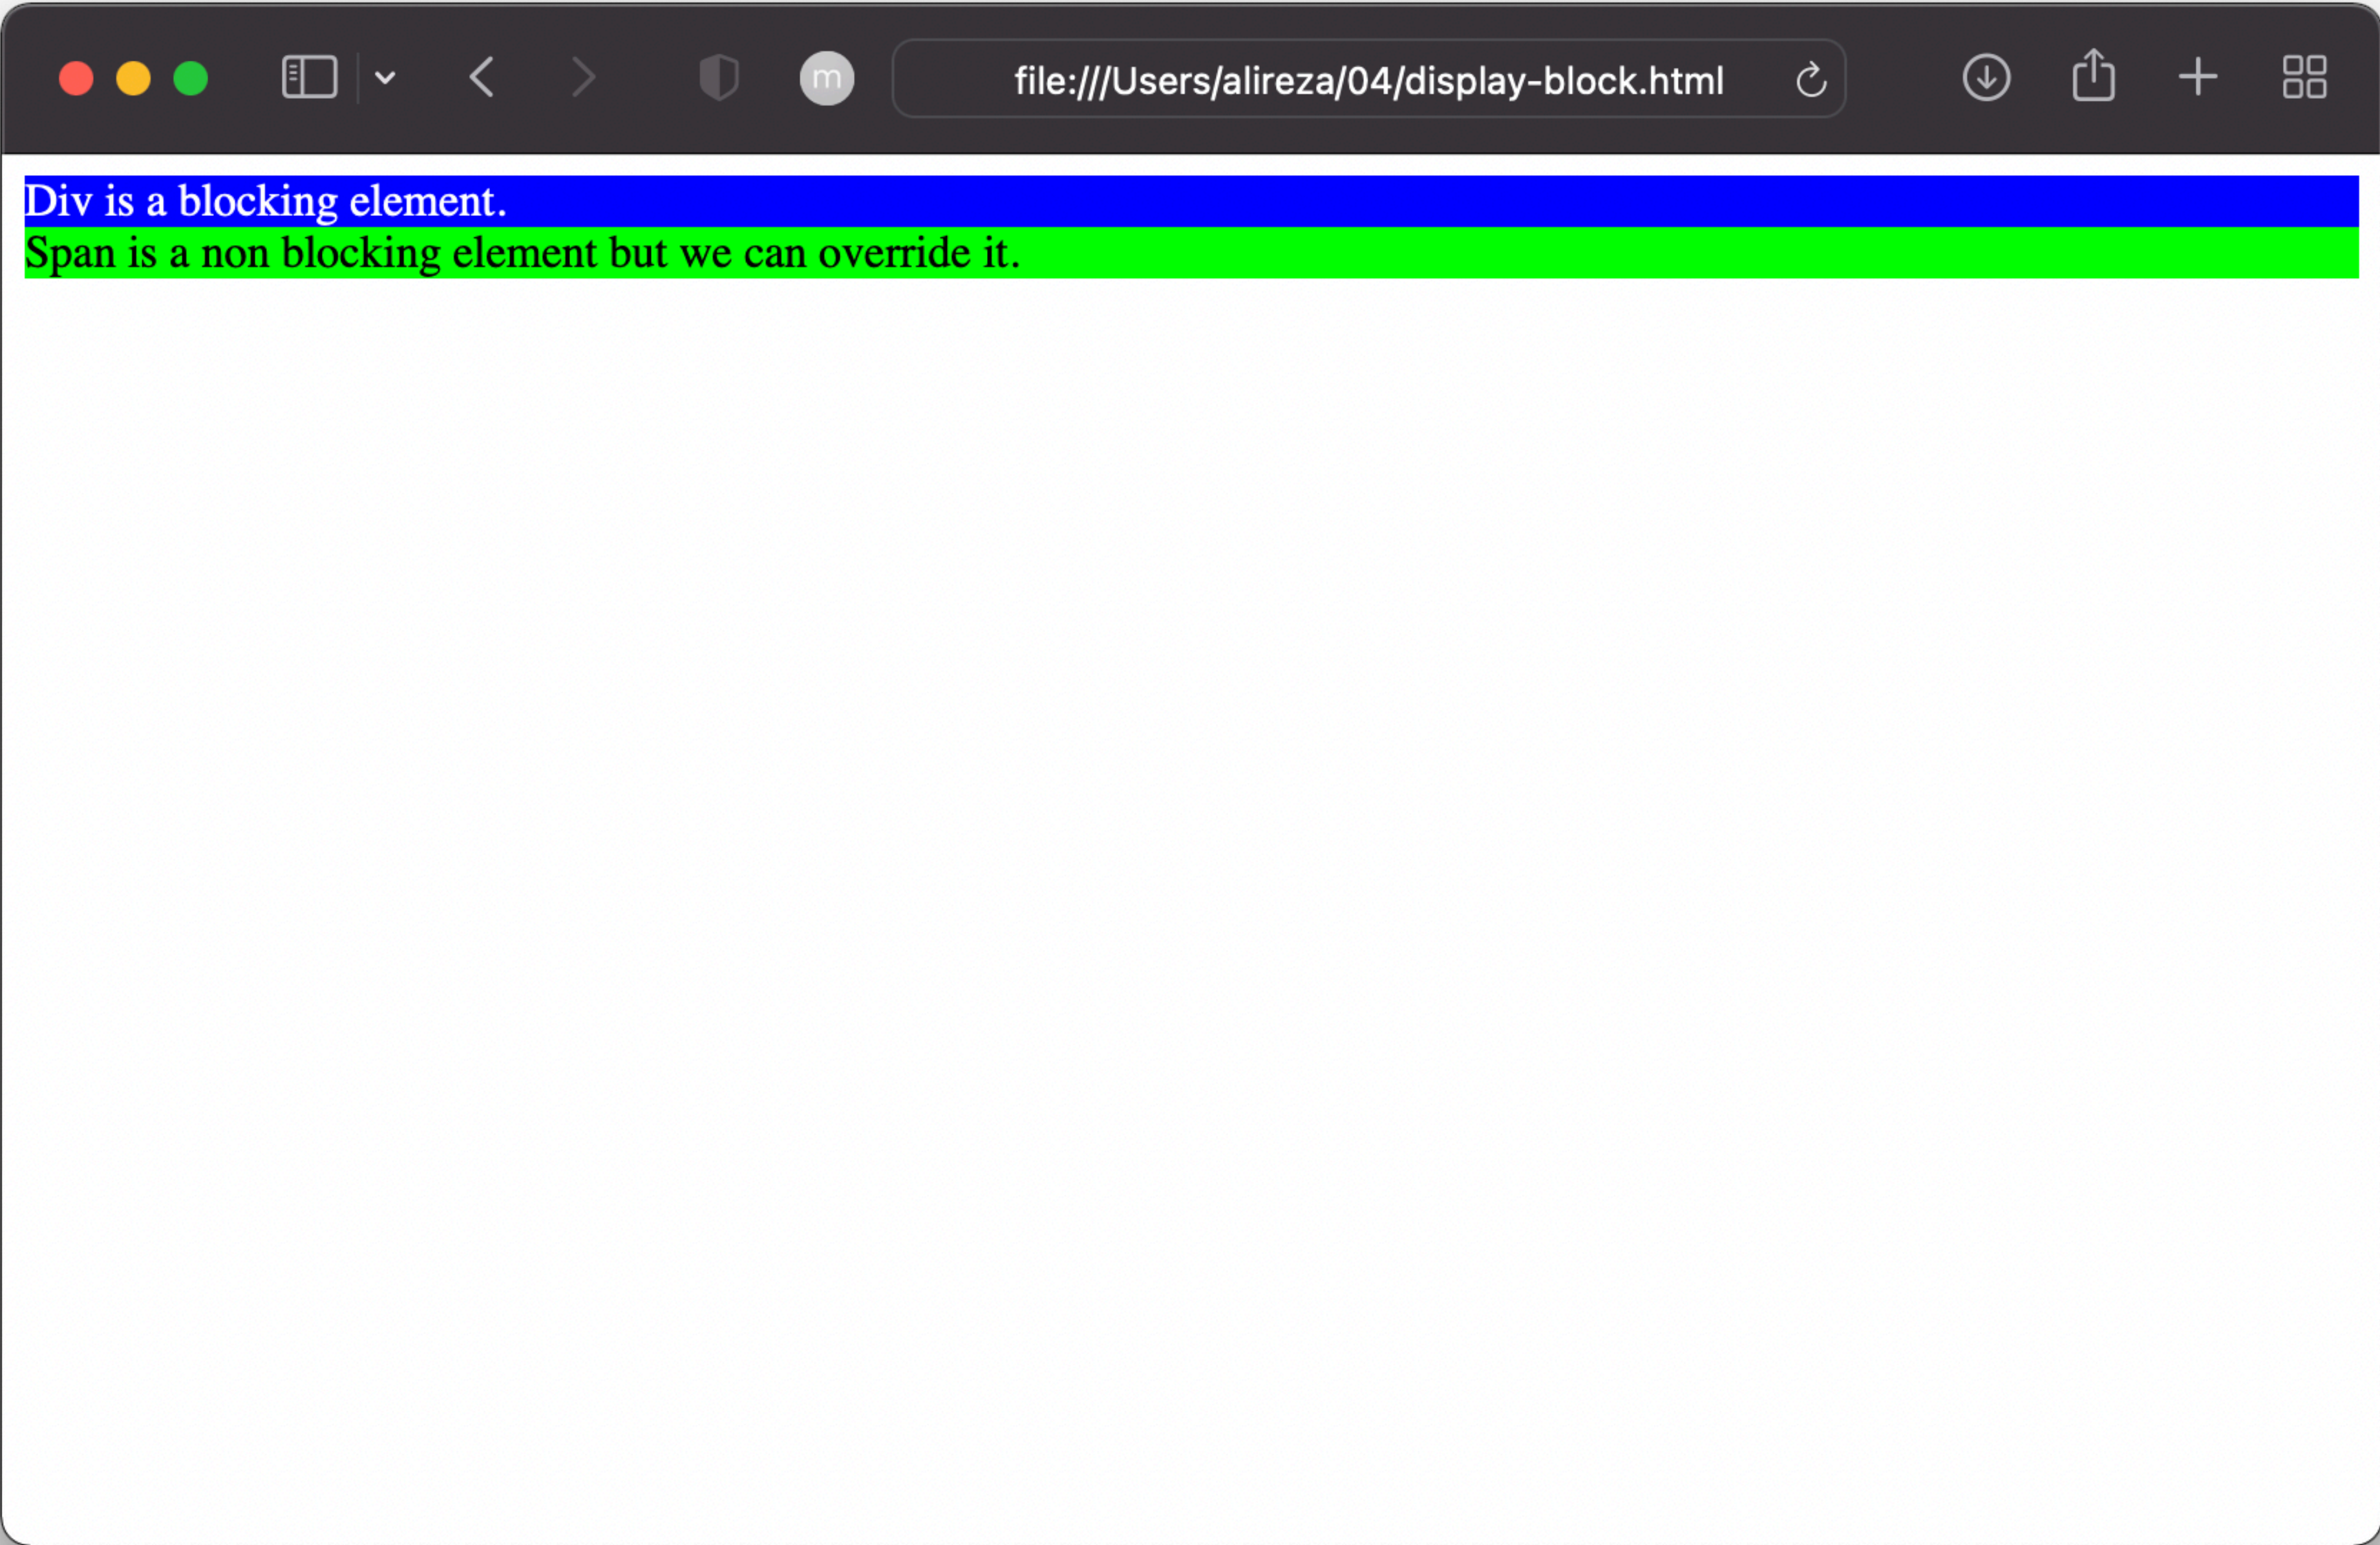 m
file:///Users/alireza/04/display-block.html
Div is a blocking element.
Span is a non blocking element but we can override it.